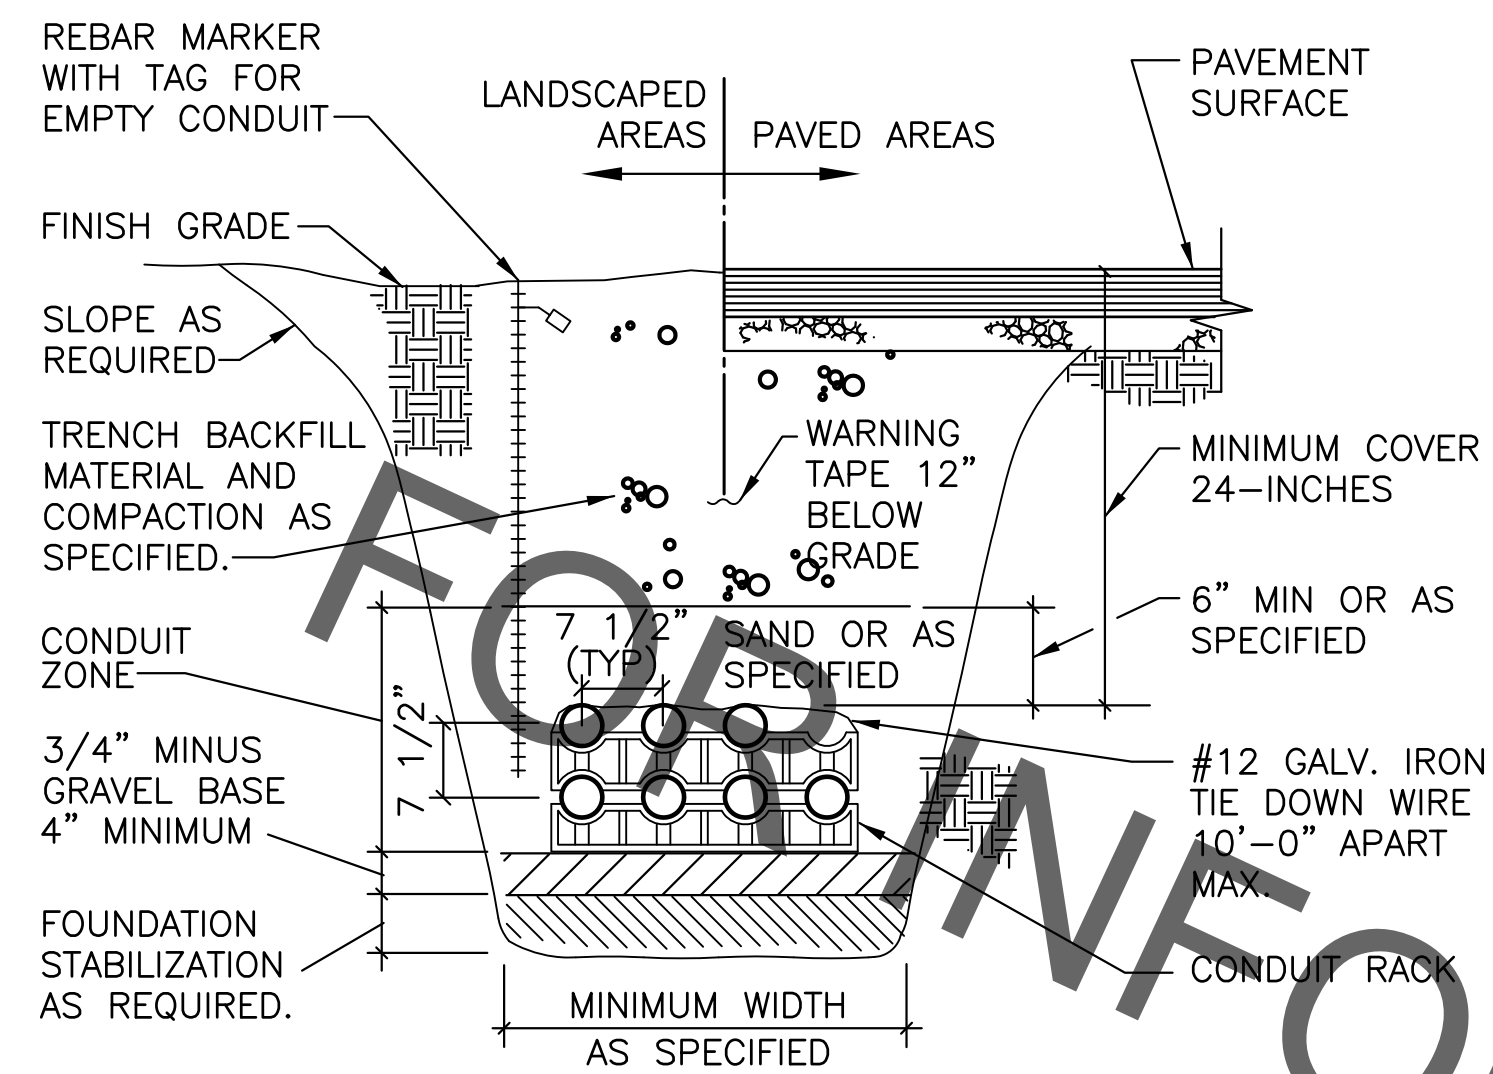 REBAR MARKER
WITH TAG FOR
EMPTY CONDUIT
LANDSCAPED
AREAS
PAVED AREAS
PAVEMENT
SURFACE
FINISH GRADE
SLOPE AS
REQUIRED
TRENCH BACKFILL
MATERIAL AND
COMPACTION AS
SPECIFIED.
WARNING
TAPE 12"
BELOW
GRADE
MINIMUM COVER
24-INCHES
6" MIN OR AS
SPECIFIED
7 1/2"
(TYP)
SAND OR AS
SPECIFIED
CONDUIT
ZONE
7 1/2"
3/4" MINUS
GRAVEL BASE
4" MINIMUM
#12 GALV. IRON
TIE DOWN WIRE
10'-0" APART
MAX.
FOUNDATION
STABILIZATION
AS REQUIRED.
CONDUIT RACK
MINIMUM WIDTH
AS SPECIFIED
FOR INFO